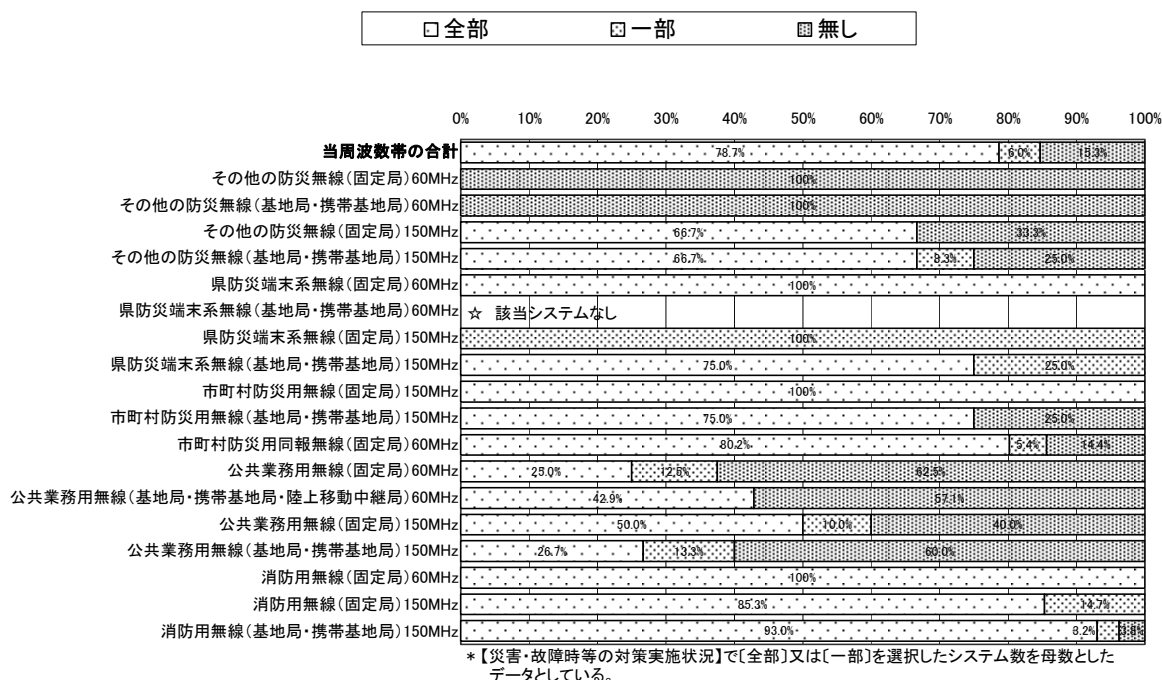 全部 一部 無し
0% 10% 20% 30% 40% 50% 60% 70% 80% 90% 100%
当周波数帯の合計 78.7% 6.0% 15.3%
その他の防災無線(固定局)60MHz 100%
その他の防災無線(基地局・携帯基地局)60MHz 100%
その他の防災無線(固定局)150MHz 66.7% 33.3%
その他の防災無線(基地局・携帯基地局)150MHz 66.7% 8.3% 25.0%
県防災端末系無線(固定局)60MHz 100%
県防災端末系無線(基地局・携帯基地局)60MHz ☆ 該当システムなし
県防災端末系無線(固定局)150MHz 100%
県防災端末系無線(基地局・携帯基地局)150MHz 75.0% 25.0%
市町村防災用無線(固定局)150MHz 100%
市町村防災用無線(基地局・携帯基地局)150MHz 75.0% 25.0%
市町村防災用同報無線(固定局)60MHz 80.2% 5.4% 14.4%
公共業務用無線(固定局)60MHz 25.0% 12.5% 62.5%
公共業務用無線(基地局・携帯基地局・陸上移動中継局)60MHz 42.9% 57.1%
公共業務用無線(固定局)150MHz 50.0% 10.0% 40.0%
公共業務用無線(基地局・携帯基地局)150MHz 26.7% 13.3% 60.0%
消防用無線(固定局)60MHz 100%
消防用無線(固定局)150MHz 85.3% 14.7%
消防用無線(基地局・携帯基地局)150MHz 93.0% 3.2% 3.8%
*【災害・故障時等の対策実施状況】で〔全部〕又は〔一部〕を選択したシステム数を母数とした
データとしている。